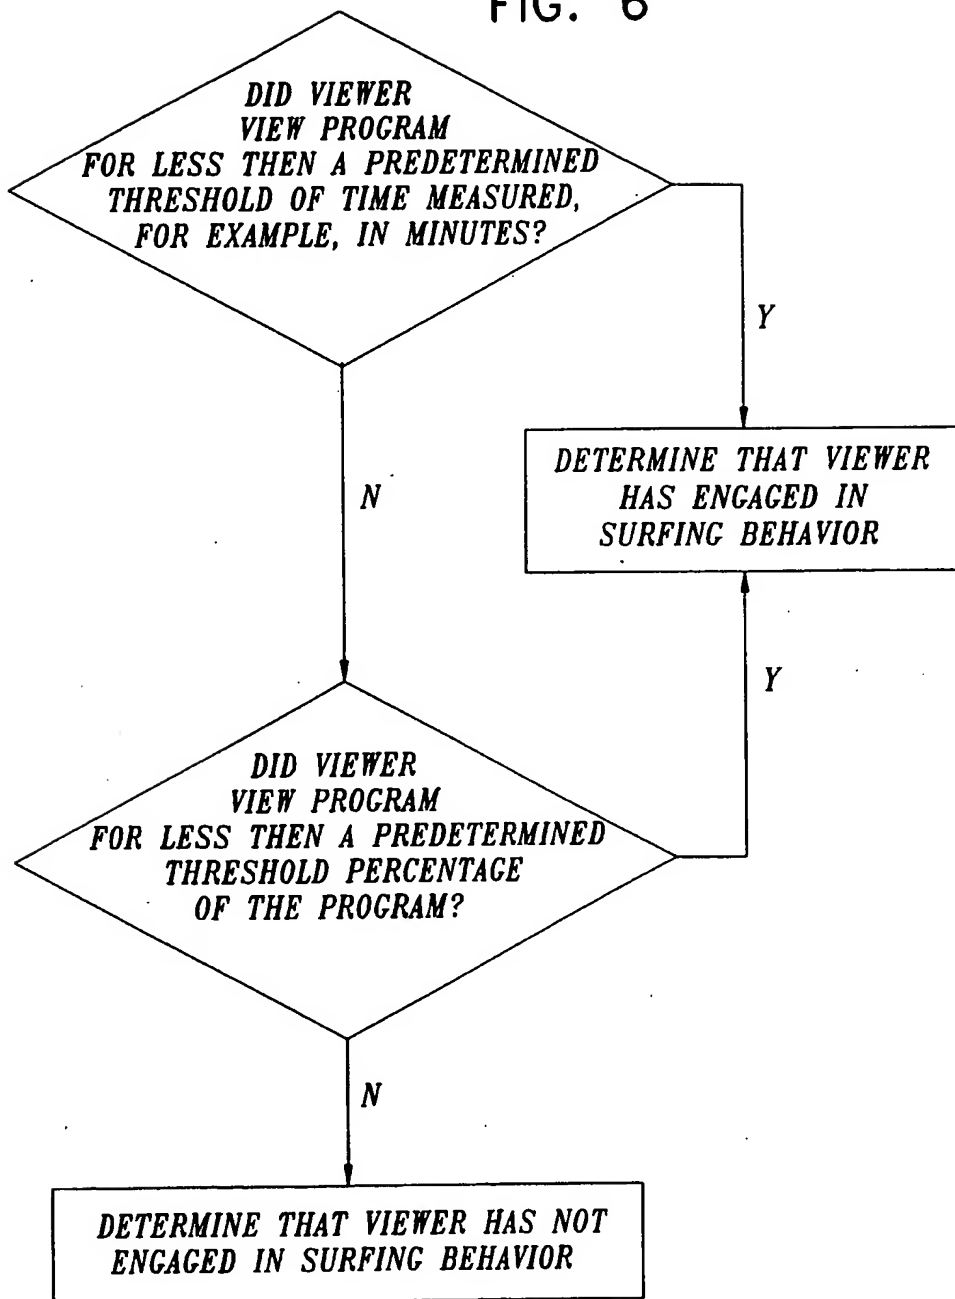 FIG. 6
DID VIEWER
VIEW PROGRAM
FOR LESS THEN A PREDETERMINED
THRESHOLD OF TIME MEASURED,
FOR EXAMPLE, IN MINUTES?
Y
DETERMINE THAT VIEWER
HAS ENGAGED IN
SURFING BEHAVIOR
N
Y
DID VIEWER
VIEW PROGRAM
FOR LESS THEN A PREDETERMINED
THRESHOLD PERCENTAGE
OF THE PROGRAM?
N
DETERMINE THAT VIEWER HAS NOT
ENGAGED IN SURFING BEHAVIOR